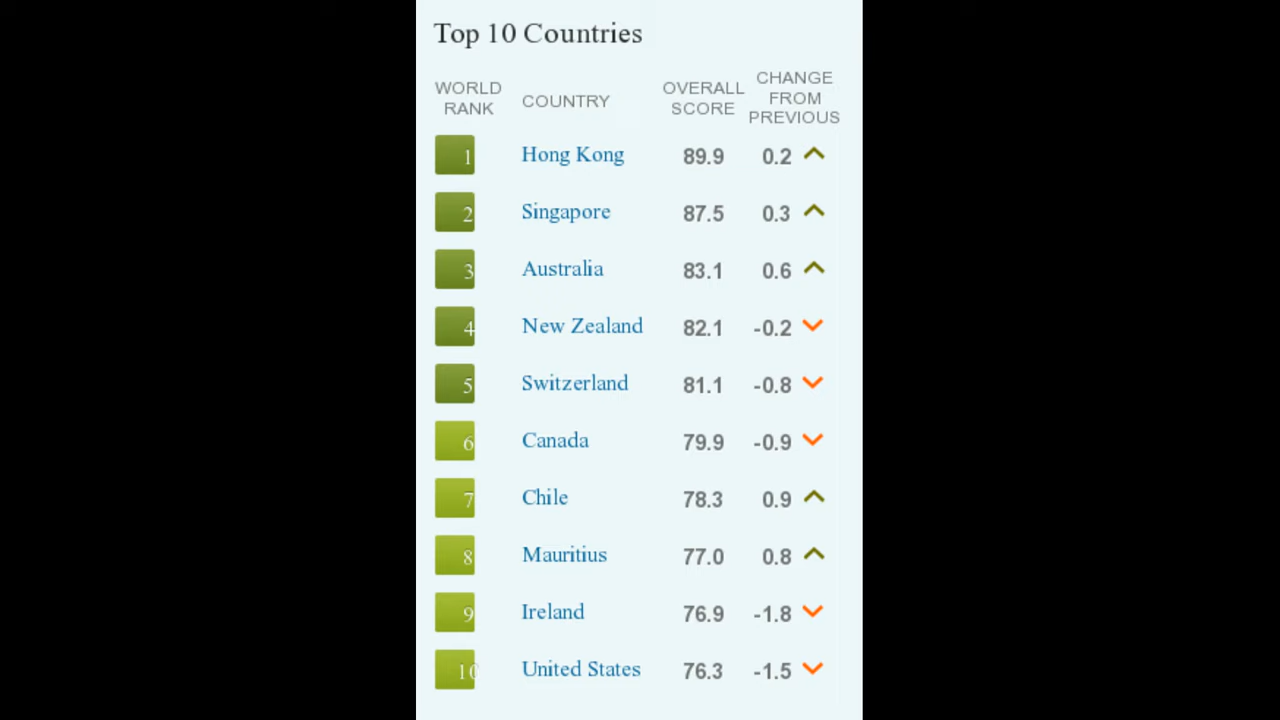 Top 10 Countries
WORLD RANK COUNTRY OVERALL SCORE CHANGE FROM PREVIOUS
1 Hong Kong 89.9 0.2
2 Singapore 87.5 0.3
3 Australia 83.1 0.6
4 New Zealand 82.1 -0.2
5 Switzerland 81.1 -0.8
6 Canada 79.9 -0.9
7 Chile 78.3 0.9
8 Mauritius 77.0 0.8
9 Ireland 76.9 -1.8
10 United States 76.3 -1.5